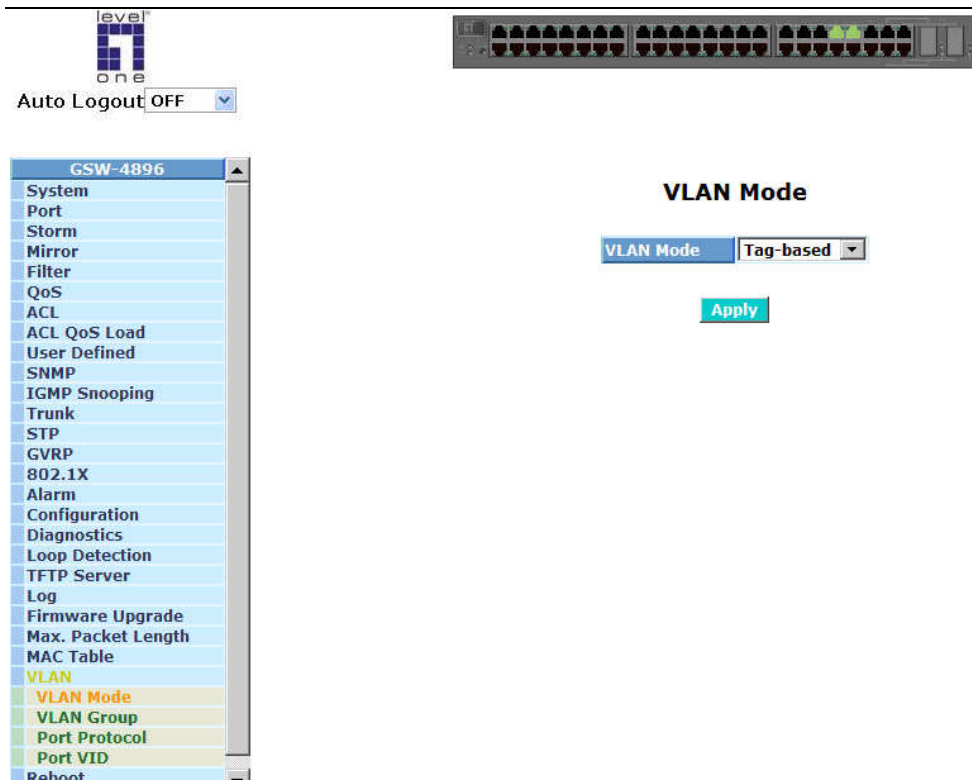 level
one
Auto Logout OFF
GSW-4896
System
Port
Storm
Mirror
Filter
QoS
ACL
ACL QoS Load
User Defined
SNMP
IGMP Snooping
Trunk
STP
GVRP
802.1X
Alarm
Configuration
Diagnostics
Loop Detection
TFTP Server
Log
Firmware Upgrade
Max. Packet Length
MAC Table
VLAN
VLAN Mode
VLAN Group
Port Protocol
Port VID
Reboot
VLAN Mode
VLAN Mode Tag-based
Apply